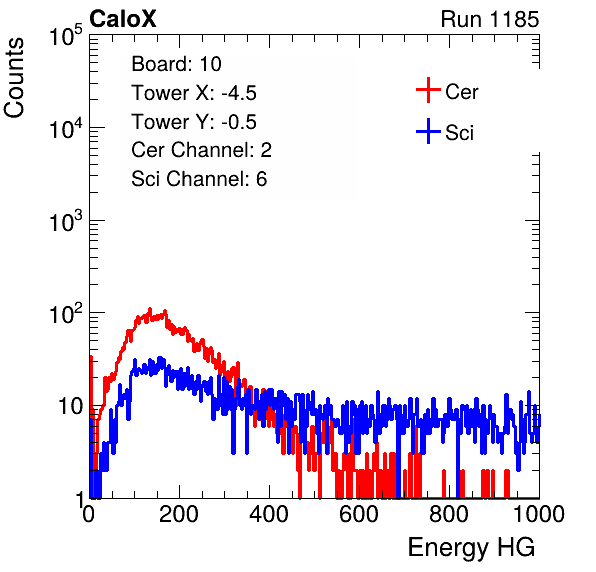 CaloX Run 1185
Counts
10^5
10^4
10^3
10^2
10
1
Board: 10
Tower X: -4.5
Tower Y: -0.5
Cer Channel: 2
Sci Channel: 6
Cer
Sci
0 200 400 600 800 1000
Energy HG